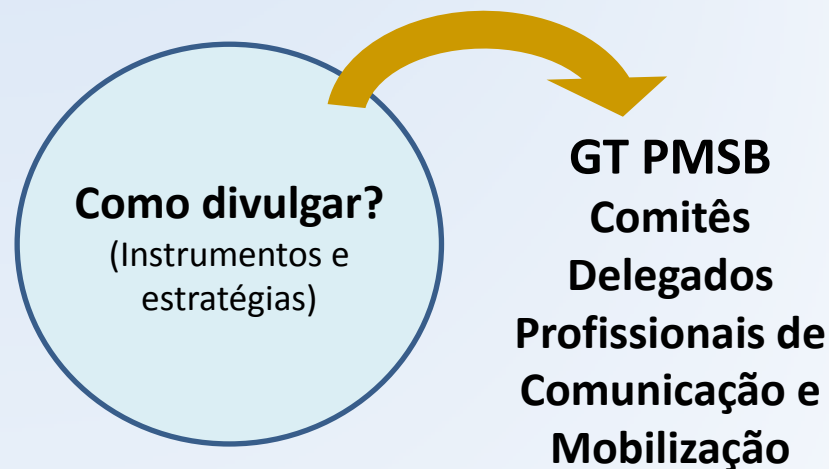 Como divulgar?
(Instrumentos e
estratégias)
GT PMSB
Comitês
Delegados
Profissionais de
Comunicação e
Mobilização